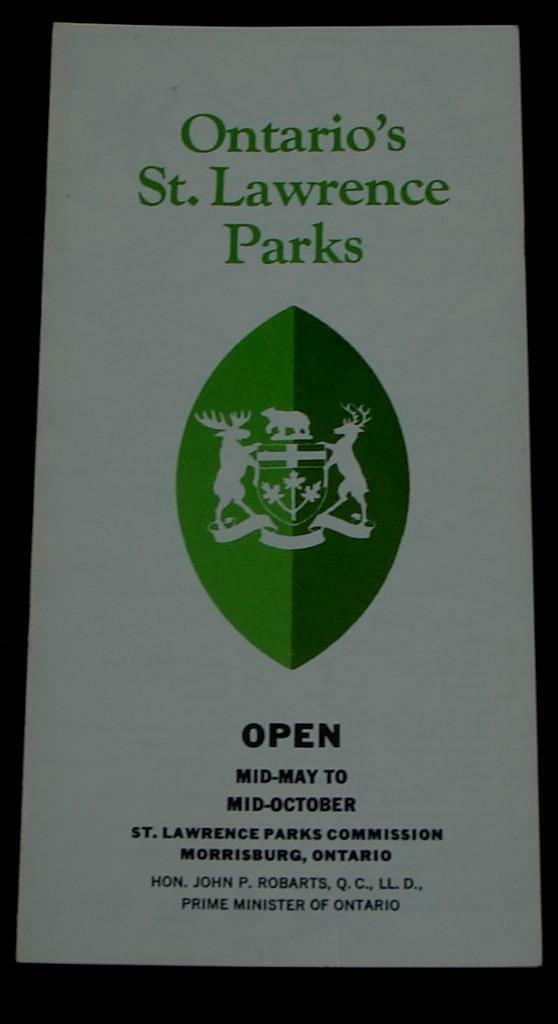 Ontario's
St. Lawrence
Parks
OPEN
MID-MAY TO
MID-OCTOBER
ST. LAWRENCE PARKS COMMISSION
MORRISBURG, ONTARIO
HON. JOHN P. ROBARTS, Q.C., LL.D.,
PRIME MINISTER OF ONTARIO